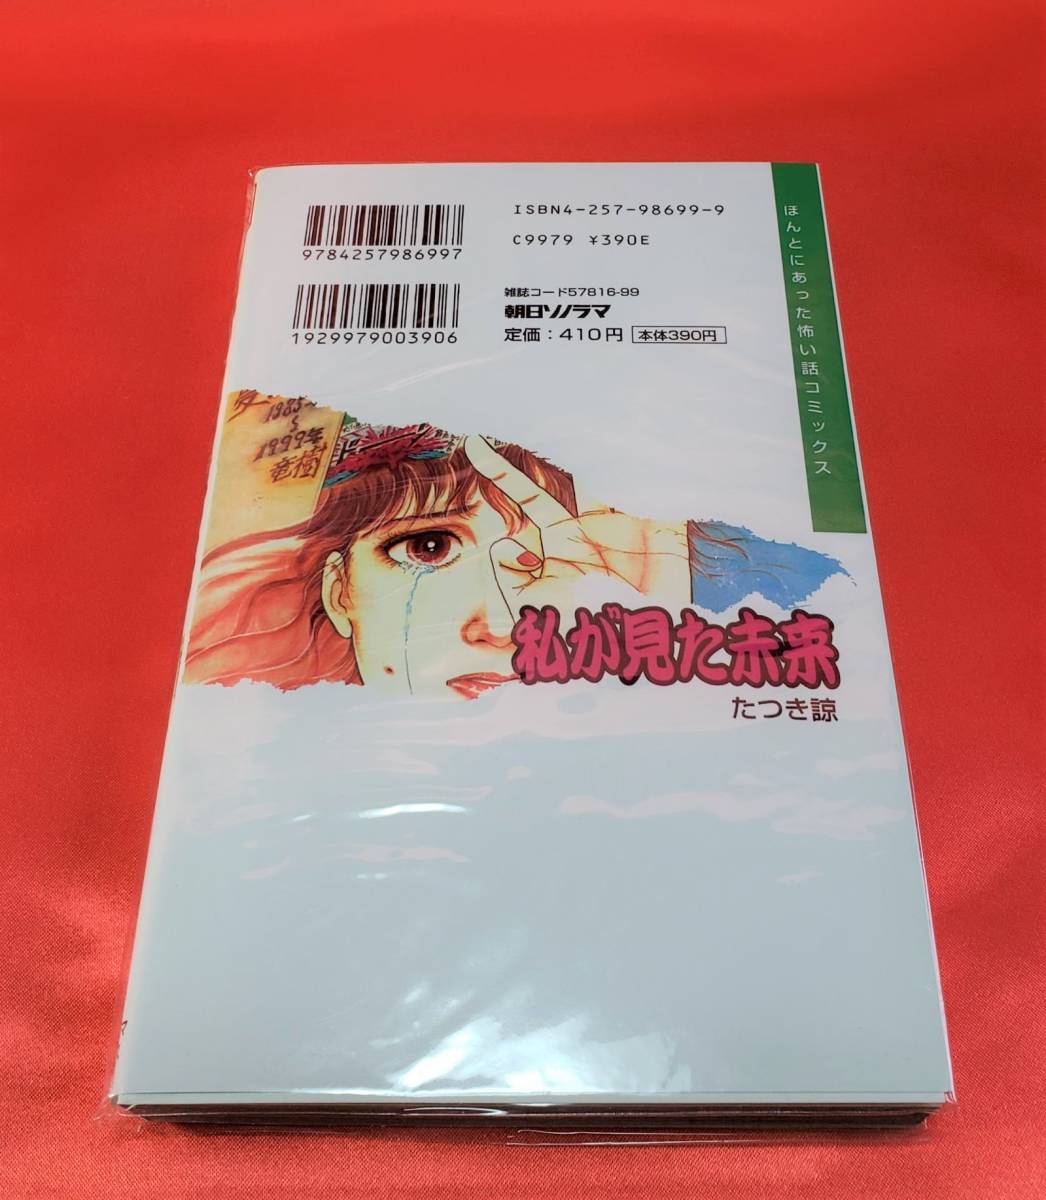 ISBN4-257-98699-9
9784257986997
C9979 ¥390E
雑誌コード57816-99
朝日ソノラマ
1929979003906
定価：410円 本体390円
ほんとにあった怖い話コミックス
1985〜
1999年
竜樹
私が見た未来
たつき諒